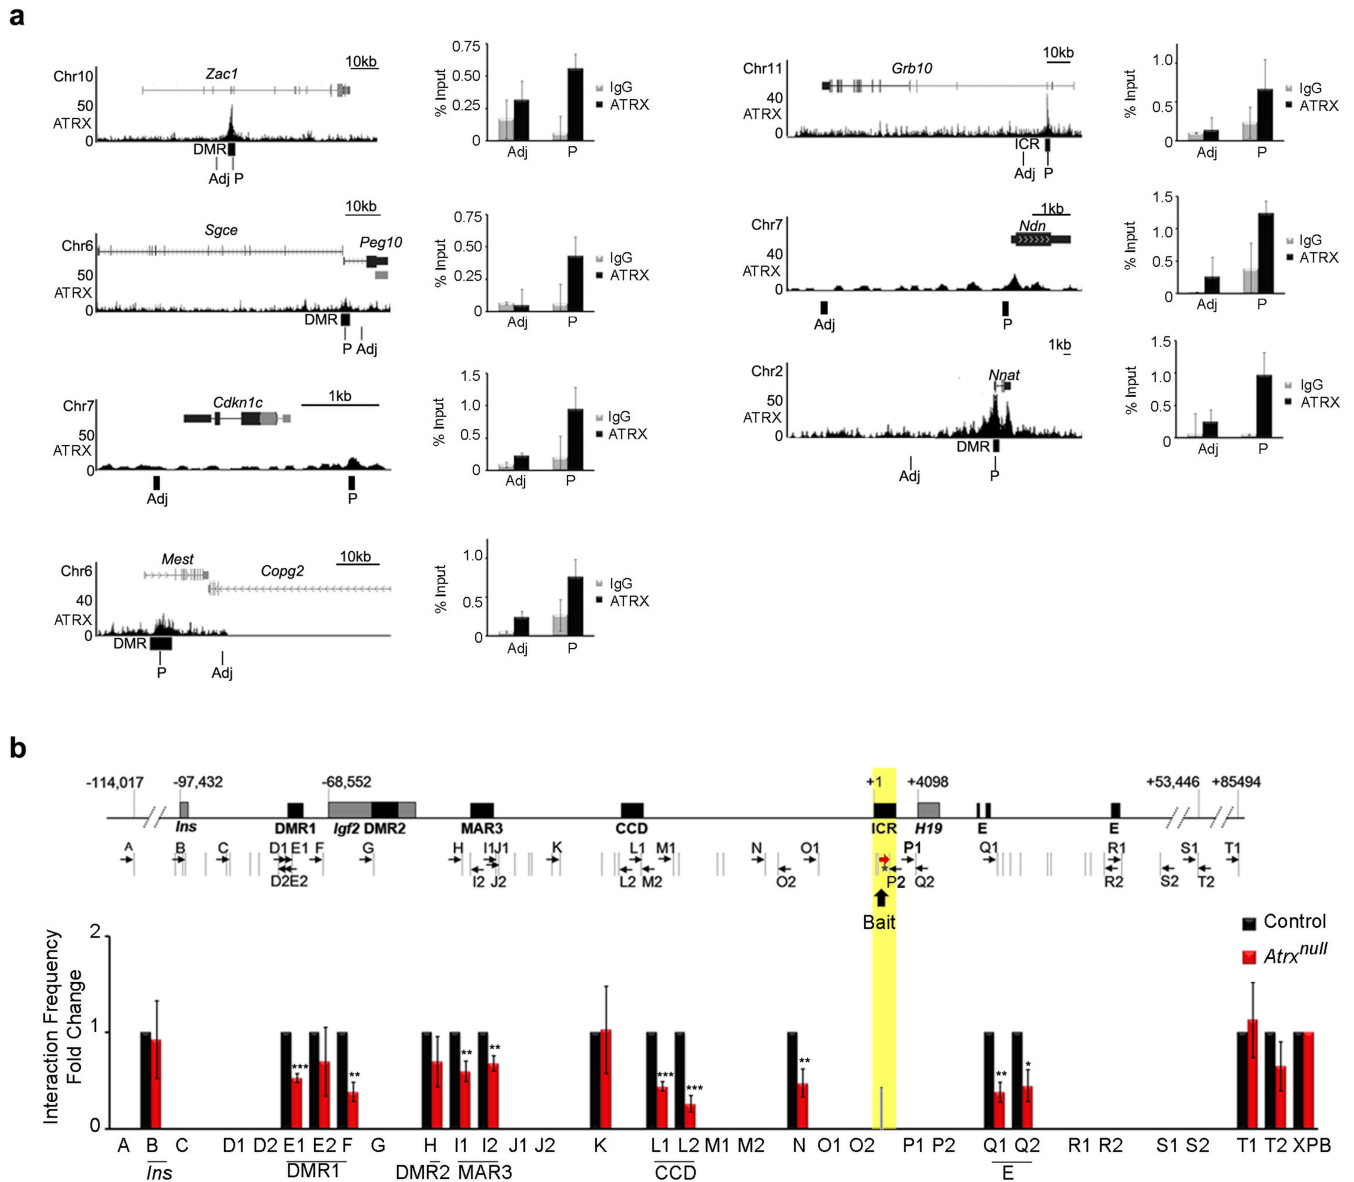 a
Chr10
Zac1
10kb
50
ATRX
0
DMR
Adj P
% Input
0.75
0.50
0.25
0
Adj P
IgG
ATRX
Chr11
Grb10
10kb
40
ATRX
0
ICR
Adj P
% Input
1.0
0.5
0
Adj P
IgG
ATRX
Chr6
Sgce
10kb
Peg10
50
ATRX
0
DMR
P Adj
% Input
0.75
0.50
0.25
0
Adj P
IgG
ATRX
Chr7
1kb
Ndn
40
ATRX
0
Adj P
% Input
1.5
1.0
0.5
0
Adj P
IgG
ATRX
Chr7
Cdkn1c
1kb
50
ATRX
0
Adj P
% Input
1.5
1.0
0.5
0
Adj P
IgG
ATRX
Chr2
1kb
Nnat
50
ATRX
0
DMR
Adj P
% Input
1.5
1.0
0.5
0
Adj P
IgG
ATRX
Chr6
Mest
Copg2
10kb
40
ATRX
0
DMR
P Adj
% Input
1.0
0.5
0
Adj P
IgG
ATRX
b
-114,017 -97,432 -68,552 +1 +4098 +53,446 +85494
Ins DMR1 Igf2 DMR2 MAR3 CCD ICR H19 E E
A B C D1 E1 F G H I1 J1 K L1 M1 N O1 P1 Q1 R1 S1 T1
D2 E2 I2 J2 L2 M2 O2 P2 Q2 R2 S2 T2
*
Bait
Control
Atrxnull
Interaction Frequency
Fold Change
2
1
0
*** ** ** ** *** *** ** ** *
A B C D1 D2 E1 E2 F G H I1 I2 J1 J2 K L1 L2 M1 M2 N O1 O2 P1 P2 Q1 Q2 R1 R2 S1 S2 T1 T2 XPB
Ins DMR1 DMR2 MAR3 CCD E